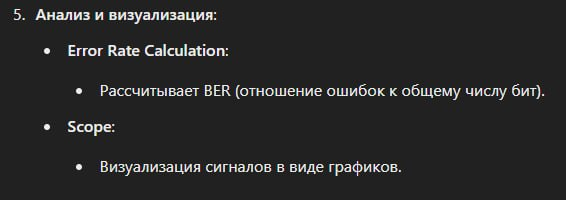 5. Анализ и визуализация:
• Error Rate Calculation:
• Рассчитывает BER (отношение ошибок к общему числу бит).
• Scope:
• Визуализация сигналов в виде графиков.